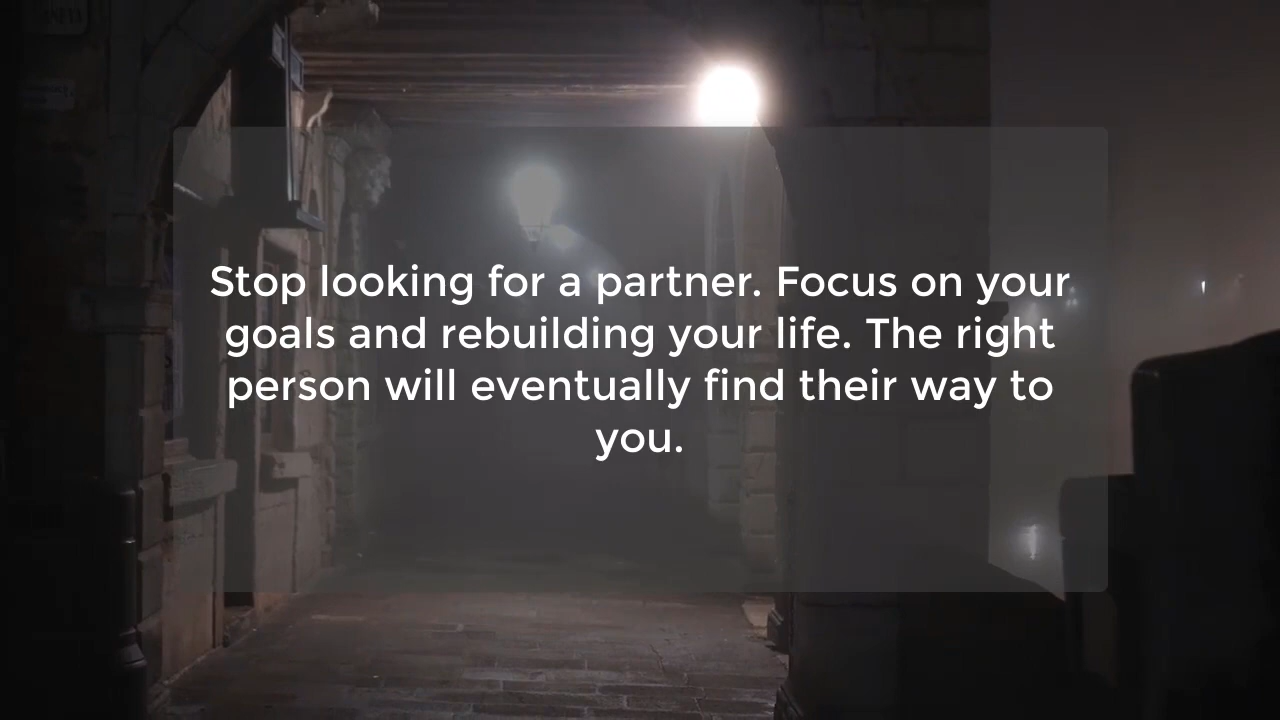 Stop looking for a partner. Focus on your
goals and rebuilding your life. The right
person will eventually find their way to
you.